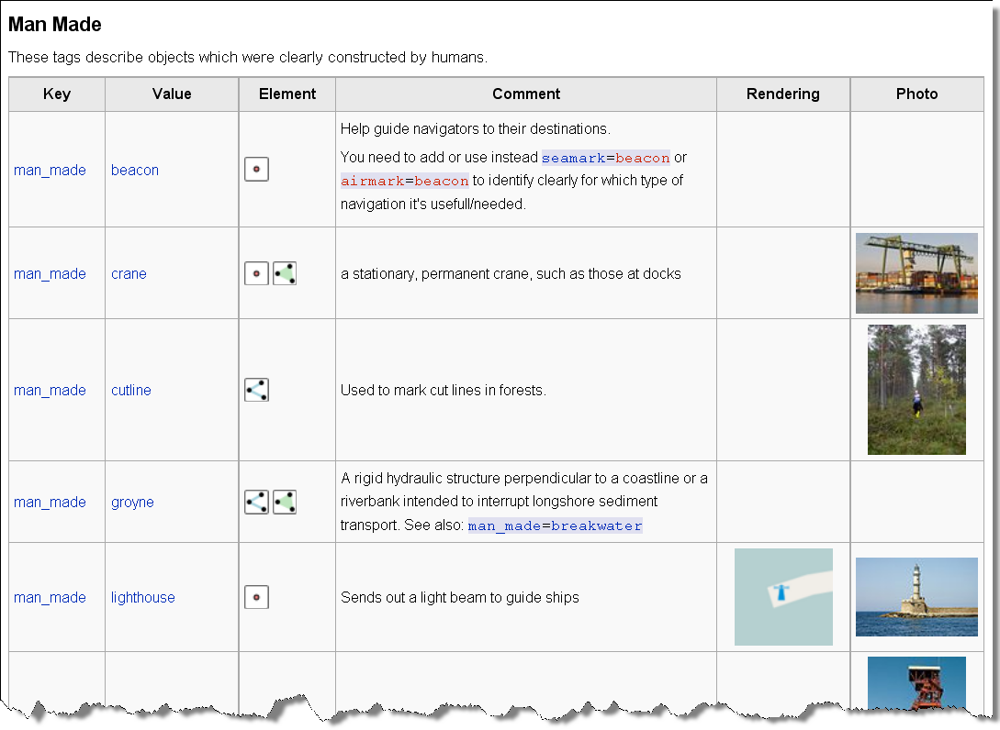 Man Made
These tags describe objects which were clearly constructed by humans.
Key Value Element Comment Rendering Photo
man_made beacon Help guide navigators to their destinations.
You need to add or use instead seamark=beacon or
airmark=beacon to identify clearly for which type of
navigation it's usefull/needed.
man_made crane a stationary, permanent crane, such as those at docks
man_made cutline Used to mark cut lines in forests.
man_made groyne A rigid hydraulic structure perpendicular to a coastline or a
riverbank intended to interrupt longshore sediment
transport. See also: man_made=breakwater
man_made lighthouse Sends out a light beam to guide ships